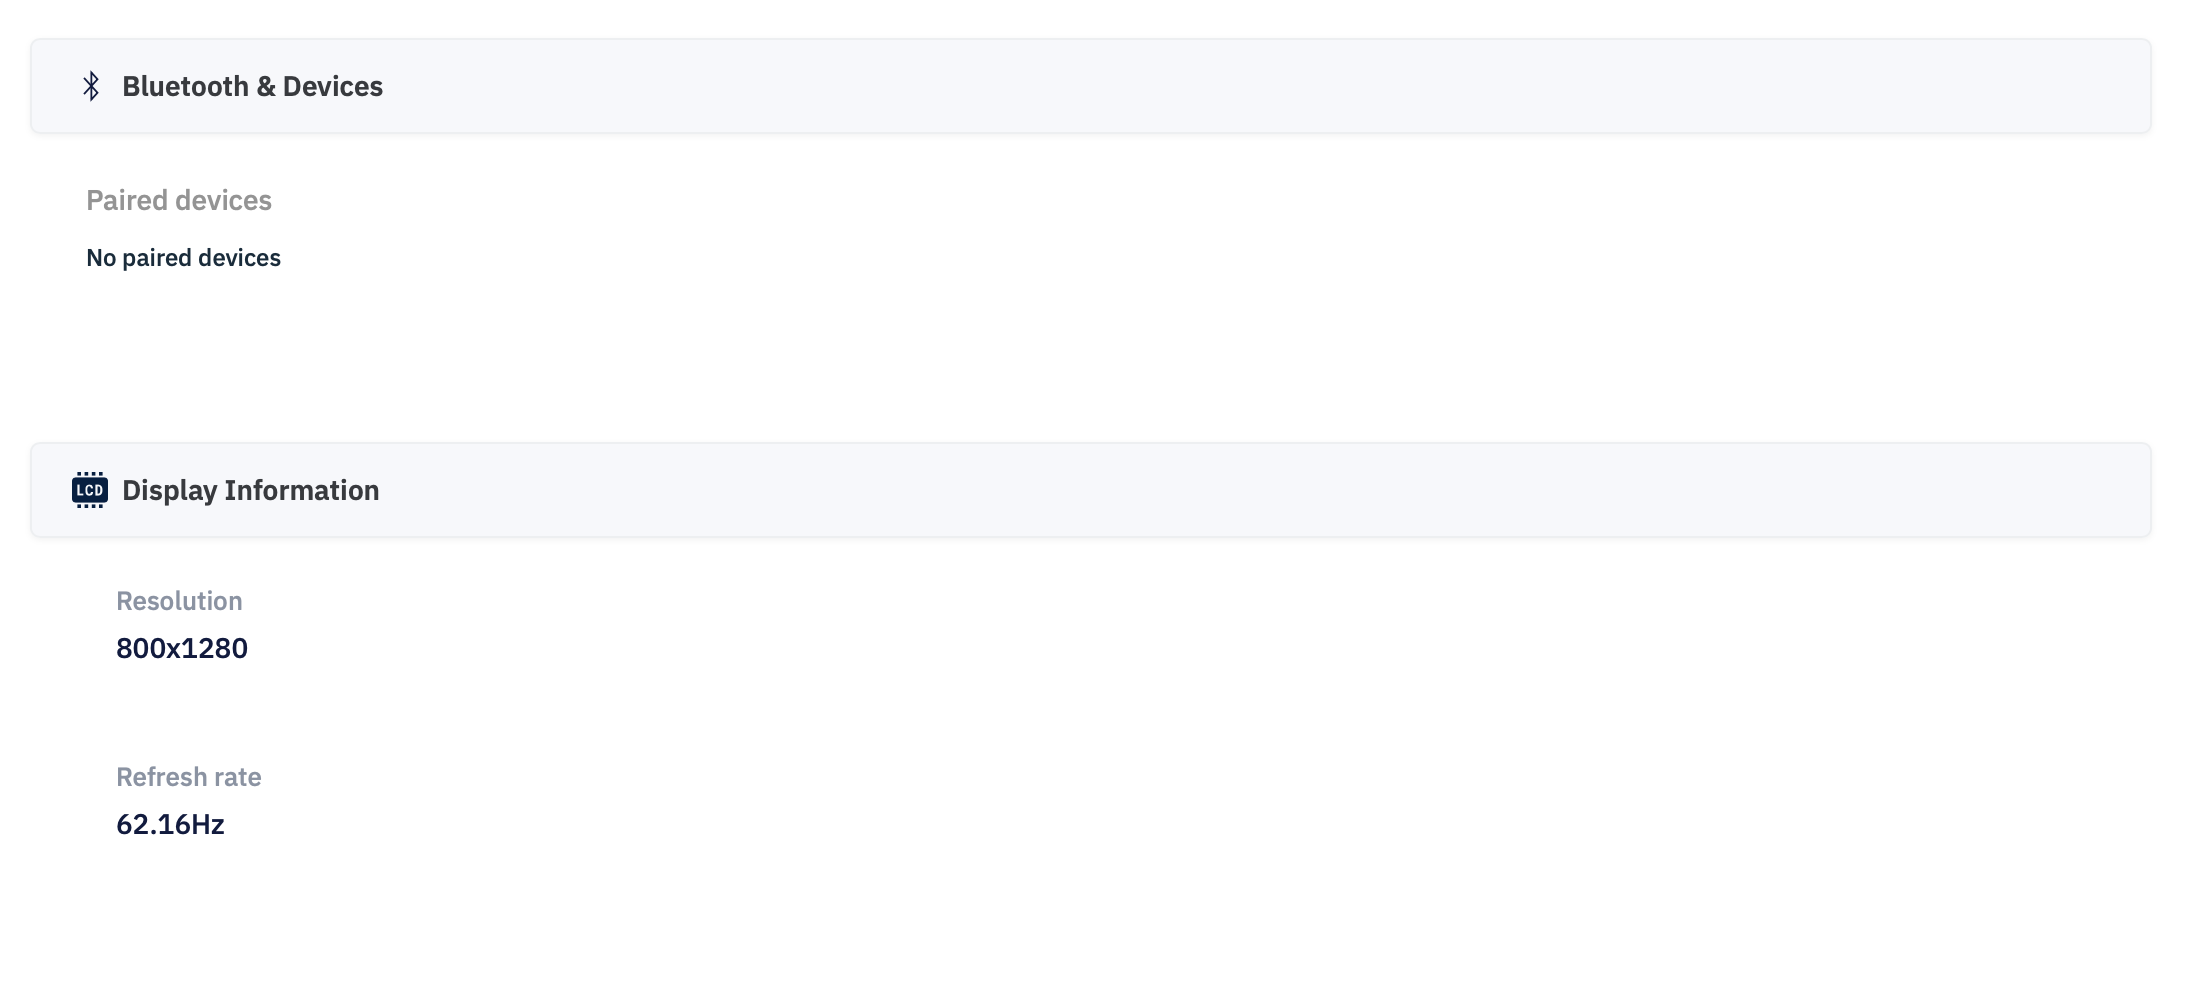 Bluetooth & Devices
Paired devices
No paired devices
LCD
Display Information
Resolution
800x1280
Refresh rate
62.16Hz